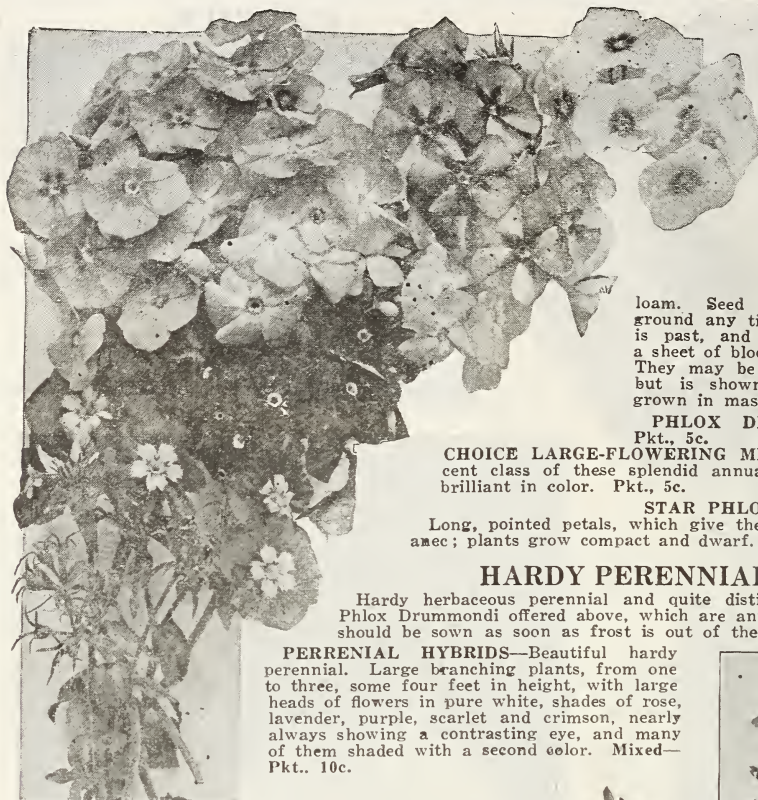 loam. Seed
ground any ti
is past, and
a sheet of bloo
They may be
but is shown
grown in mas
PHLOX D
Pkt., 5c.
CHOICE LARGE-FLOWERING M
cent class of these splendid annua
brilliant in color. Pkt., 5c.
STAR PHLO
Long, pointed petals, which give the
anec; plants grow compact and dwarf.
HARDY PERENNIA
Hardy herbaceous perennial and quite disti
Phlox Drummondi offered above, which are an
should be sown as soon as frost is out of the
PERRENIAL HYBRIDS—Beautiful hardy
perennial. Large branching plants, from one
to three, some four feet in height, with large
heads of flowers in pure white, shades of rose,
lavender, purple, scarlet and crimson, nearly
always showing a contrasting eye, and many
of them shaded with a second color. Mixed—
Pkt.. 10c.